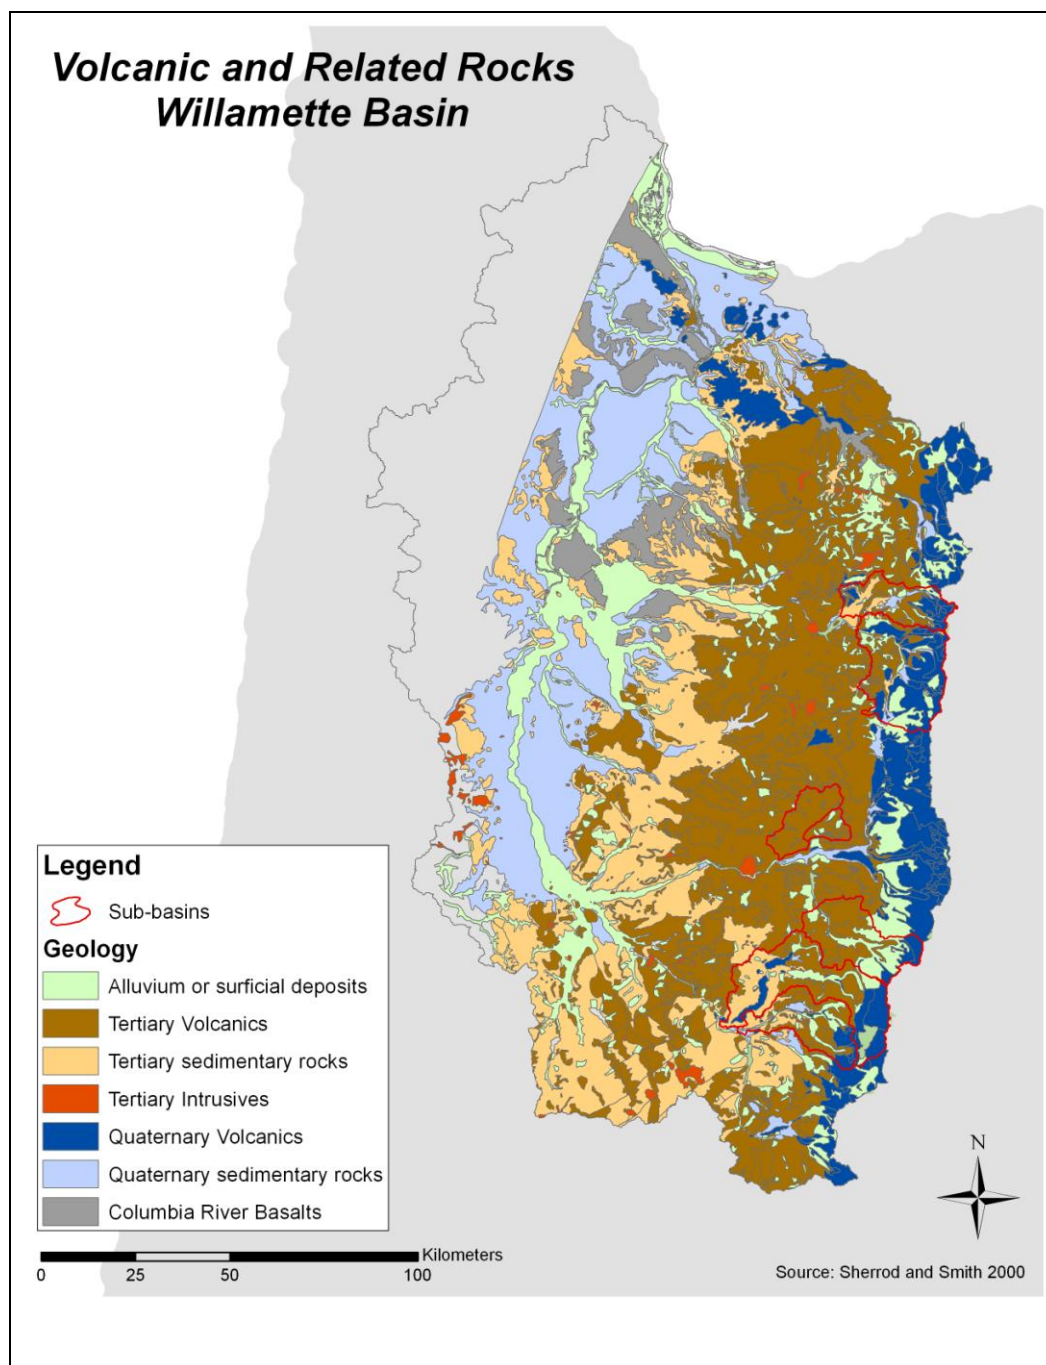 Volcanic and Related Rocks
Willamette Basin
Legend
Sub-basins
Geology
Alluvium or surficial deposits
Tertiary Volcanics
Tertiary sedimentary rocks
Tertiary Intrusives
Quaternary Volcanics
Quaternary sedimentary rocks
Columbia River Basalts
N
Kilometers
0 25 50 100
Source: Sherrod and Smith 2000